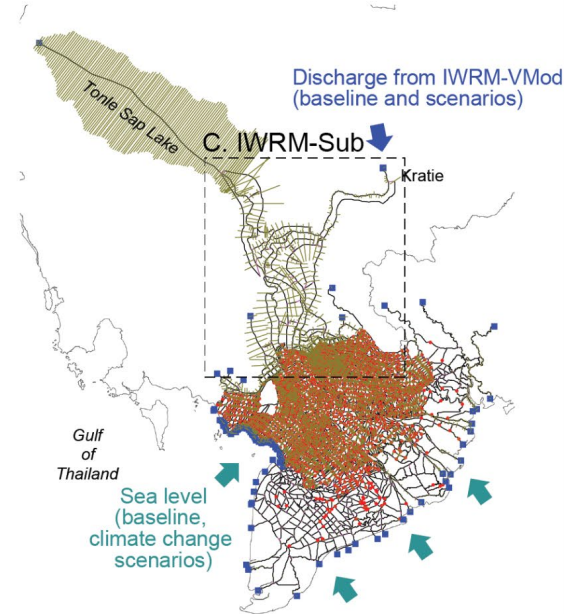 Discharge from IWRM-VMod
(baseline and scenarios)
Tonle Sap Lake
C. IWRM-Sub
Kratie
Gulf
of
Thailand
Sea level
(baseline,
climate change
scenarios)